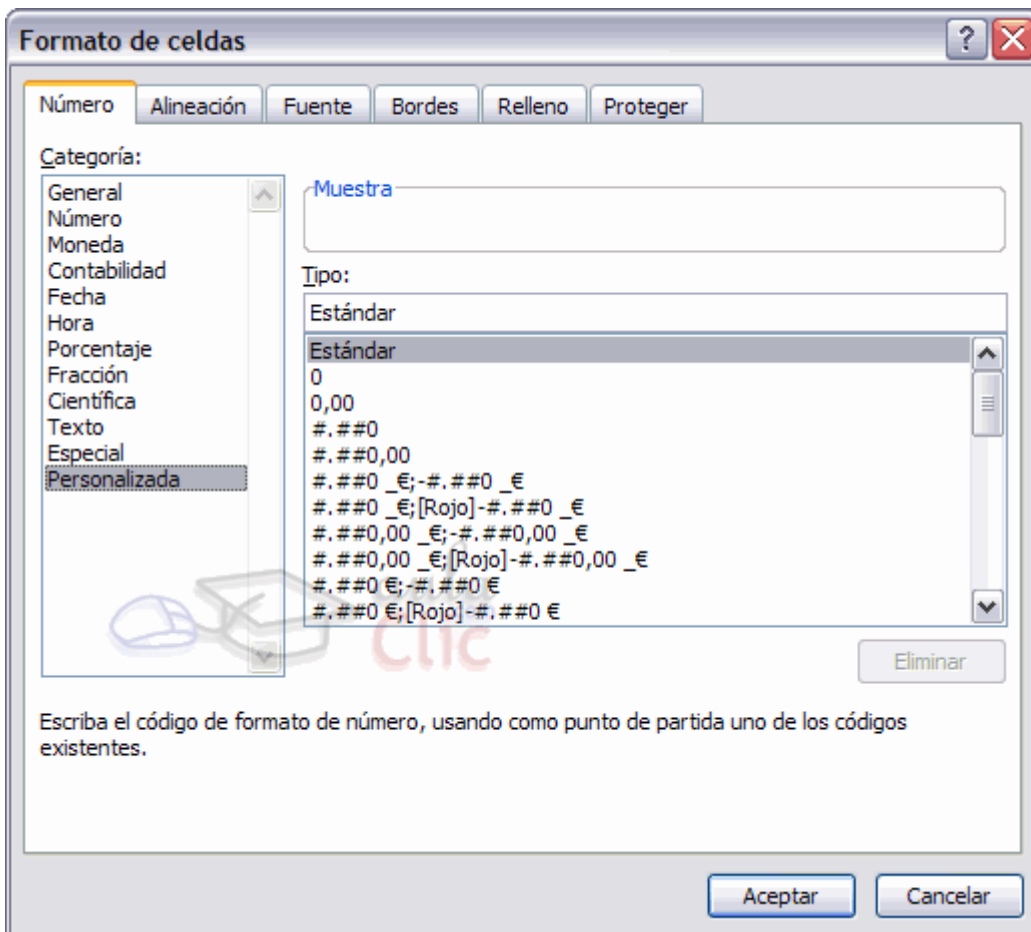 Formato de celdas
Número
Alineación
Fuente
Bordes
Relleno
Proteger
Categoría:
General
Número
Moneda
Contabilidad
Fecha
Hora
Porcentaje
Fracción
Científica
Texto
Especial
Personalizada
Muestra
Tipo:
Estándar
Estándar
0
0,00
#.##0
#.##0,00
#.##0 _€;-#.##0 _€
#.##0 _€;[Rojo]-#.##0 _€
#.##0,00 _€;-#.##0,00 _€
#.##0,00 _€;[Rojo]-#.##0,00 _€
#.##0 €;-#.##0 €
#.##0 €;[Rojo]-#.##0 €
aula
Clic
Eliminar
Escriba el código de formato de número, usando como punto de partida uno de los códigos
existentes.
Aceptar
Cancelar